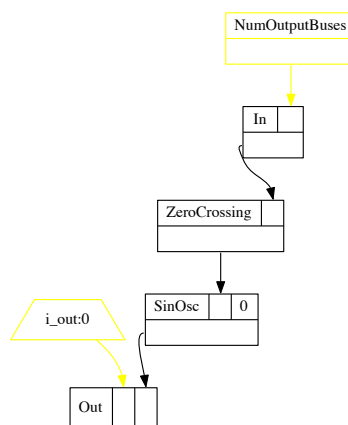 NumOutputBuses
In
ZeroCrossing
SinOsc 0
i_out:0
Out